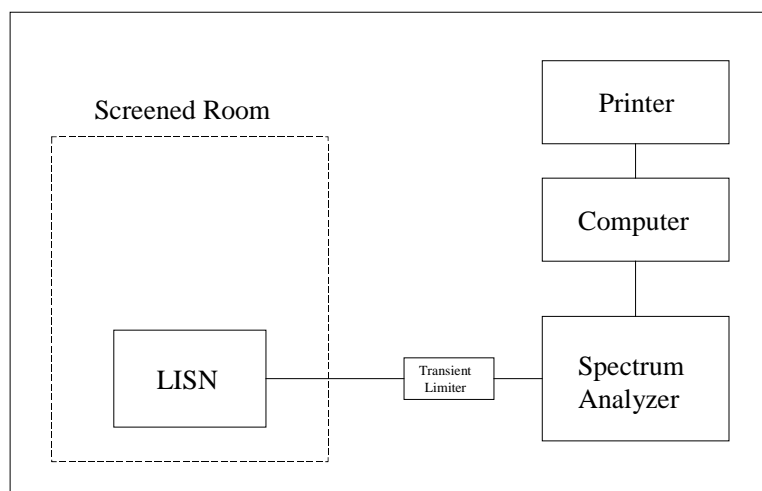 Screened Room
Printer
Computer
LISN
Transient
Limiter
Spectrum
Analyzer